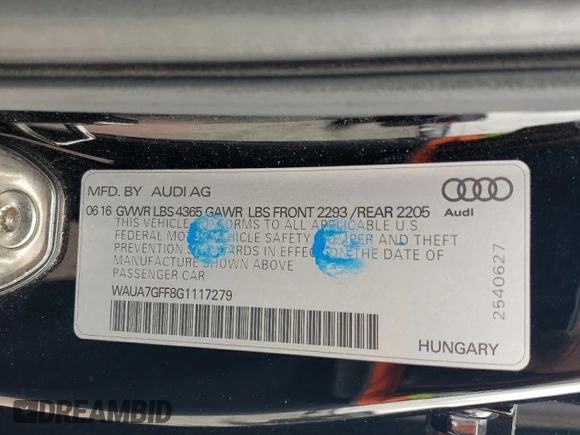 MFD. BY AUDI AG
06 16 GVWR LBS 4365 GAWR LBS FRONT 2293 /REAR 2205
Audi
THIS VEHICLE CONFORMS TO ALL APPLICABLE U.S.
FEDERAL MOTOR VEHICLE SAFETY, BUMPER AND THEFT
PREVENTION STANDARDS IN EFFECT ON THE DATE OF
MANUFACTURE SHOWN ABOVE
PASSENGER CAR
WAUA7GFF8G1117279
2540627
HUNGARY
DREAMBID